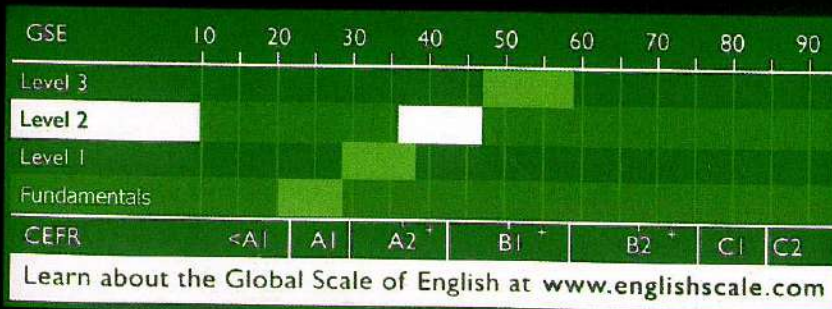 GSE 10 20 30 40 50 60 70 80 90
Level 3
Level 2
Level 1
Fundamentals
CEFR <A1 A1 A2 + B1 + B2 + C1 C2
Learn about the Global Scale of English at www.englishscale.com